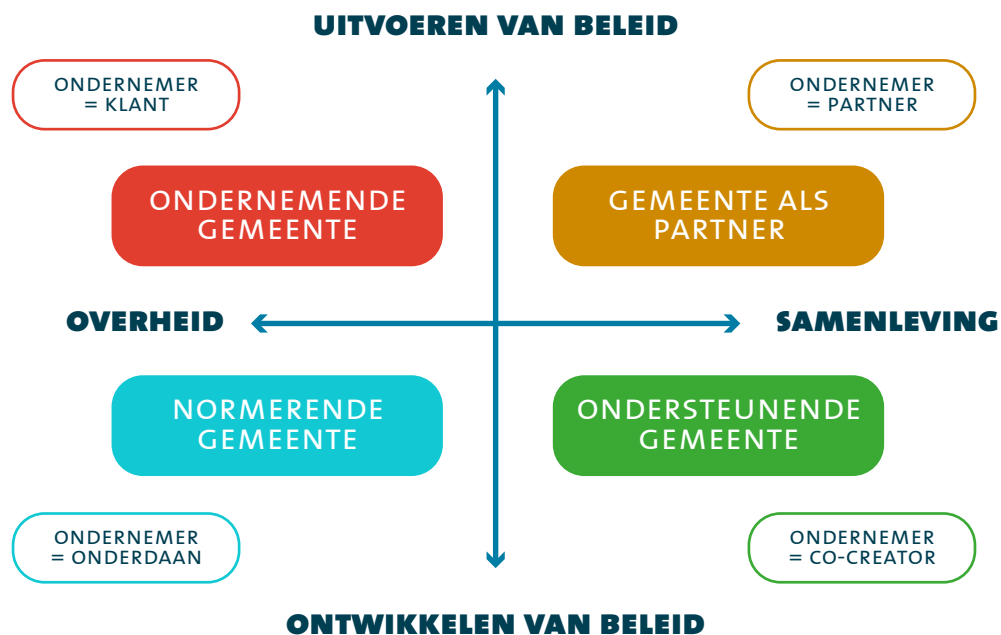 UITVOEREN VAN BELEID
ONDERNEMER
= KLANT
ONDERNEMER
= PARTNER
ONDERNEMENDE
GEMEENTE
GEMEENTE ALS
PARTNER
OVERHEID
SAMENLEVING
NORMERENDE
GEMEENTE
ONDERSTEUNENDE
GEMEENTE
ONDERNEMER
= ONDERDAAN
ONDERNEMER
= CO-CREATOR
ONTWIKKELEN VAN BELEID